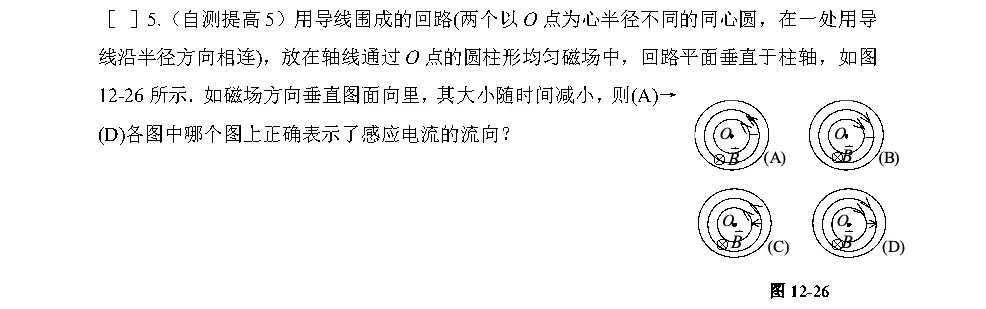 ［ ］5.（自测提高 5）用导线围成的回路(两个以 O 点为心半径不同的同心圆，在一处用导
线沿半径方向相连)，放在轴线通过 O 点的圆柱形均匀磁场中，回路平面垂直于柱轴，如图
12-26 所示．如磁场方向垂直图面向里，其大小随时间减小，则(A)→
(D)各图中哪个图上正确表示了感应电流的流向？
O
⊗ B
(A)
O
⊗ B
(B)
O
⊗ B
(C)
O
⊗ B
(D)
图 12-26